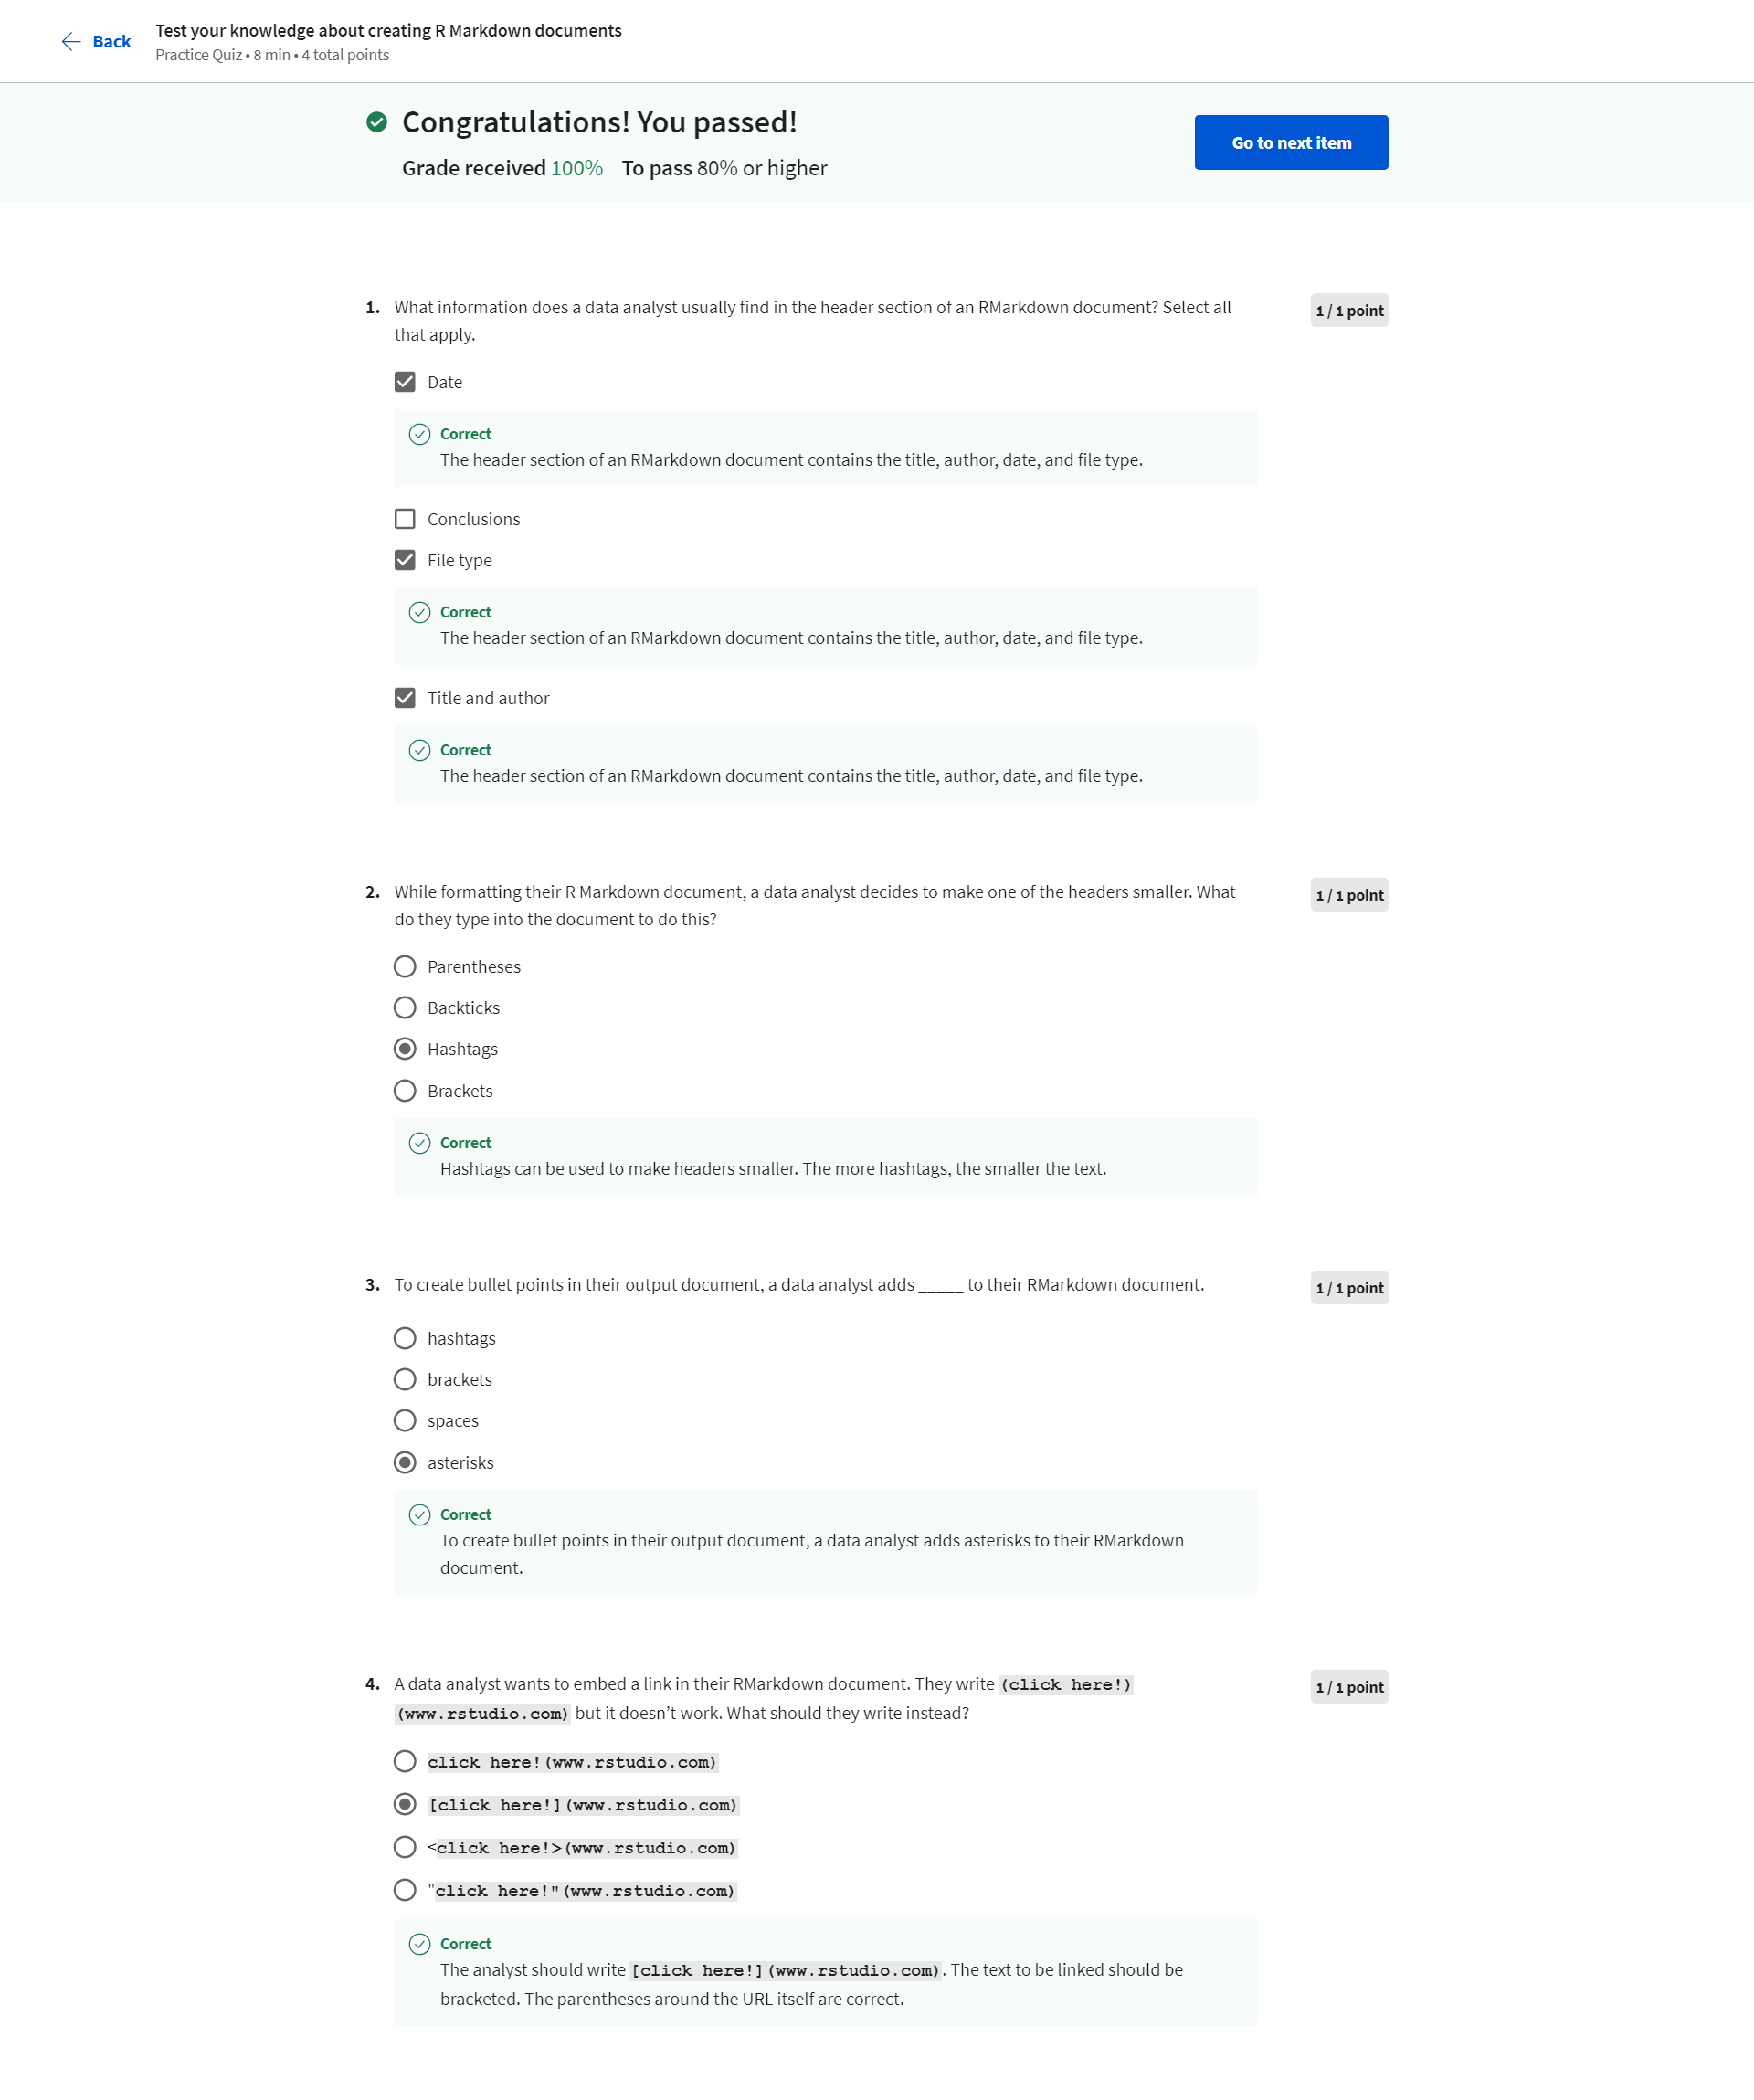 Back
Test your knowledge about creating R Markdown documents
Practice Quiz • 8 min • 4 total points
Congratulations! You passed!
Grade received 100% To pass 80% or higher
Go to next item
1. What information does a data analyst usually find in the header section of an RMarkdown document? Select all
that apply.
1 / 1 point
Date
Correct
The header section of an RMarkdown document contains the title, author, date, and file type.
Conclusions
File type
Correct
The header section of an RMarkdown document contains the title, author, date, and file type.
Title and author
Correct
The header section of an RMarkdown document contains the title, author, date, and file type.
2. While formatting their R Markdown document, a data analyst decides to make one of the headers smaller. What
do they type into the document to do this?
1 / 1 point
Parentheses
Backticks
Hashtags
Brackets
Correct
Hashtags can be used to make headers smaller. The more hashtags, the smaller the text.
3. To create bullet points in their output document, a data analyst adds _____ to their RMarkdown document.
1 / 1 point
hashtags
brackets
spaces
asterisks
Correct
To create bullet points in their output document, a data analyst adds asterisks to their RMarkdown
document.
4. A data analyst wants to embed a link in their RMarkdown document. They write (click here!)
(www.rstudio.com) but it doesn’t work. What should they write instead?
1 / 1 point
click here!(www.rstudio.com)
[click here!](www.rstudio.com)
<click here!>(www.rstudio.com)
"click here!"(www.rstudio.com)
Correct
The analyst should write [click here!](www.rstudio.com). The text to be linked should be
bracketed. The parentheses around the URL itself are correct.